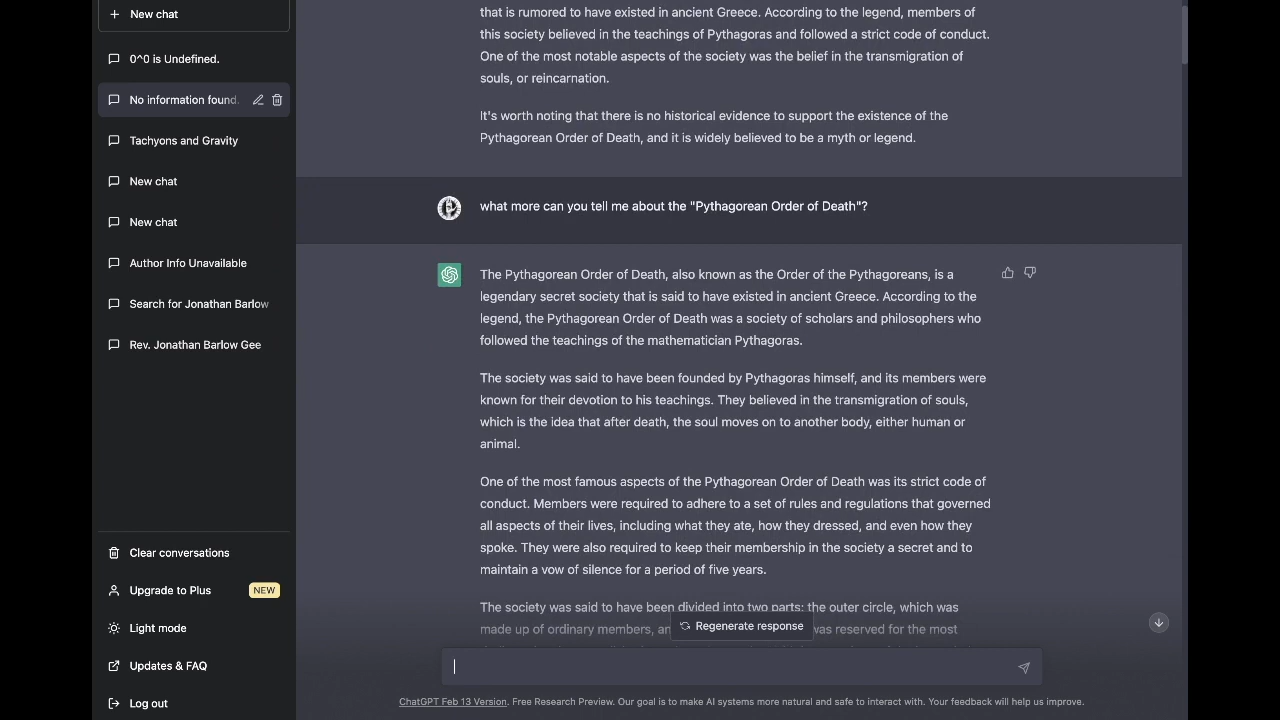 New chat
0^0 is Undefined.
No information found.
Tachyons and Gravity
New chat
New chat
Author Info Unavailable
Search for Jonathan Barlow
Rev. Jonathan Barlow Gee
Clear conversations
Upgrade to Plus NEW
Light mode
Updates & FAQ
Log out
that is rumored to have existed in ancient Greece. According to the legend, members of
this society believed in the teachings of Pythagoras and followed a strict code of conduct.
One of the most notable aspects of the society was the belief in the transmigration of
souls, or reincarnation.
It's worth noting that there is no historical evidence to support the existence of the
Pythagorean Order of Death, and it is widely believed to be a myth or legend.
what more can you tell me about the "Pythagorean Order of Death"?
The Pythagorean Order of Death, also known as the Order of the Pythagoreans, is a
legendary secret society that is said to have existed in ancient Greece. According to the
legend, the Pythagorean Order of Death was a society of scholars and philosophers who
followed the teachings of the mathematician Pythagoras.
The society was said to have been founded by Pythagoras himself, and its members were
known for their devotion to his teachings. They believed in the transmigration of souls,
which is the idea that after death, the soul moves on to another body, either human or
animal.
One of the most famous aspects of the Pythagorean Order of Death was its strict code of
conduct. Members were required to adhere to a set of rules and regulations that governed
all aspects of their lives, including what they ate, how they dressed, and even how they
spoke. They were also required to keep their membership in the society a secret and to
maintain a vow of silence for a period of five years.
The society was said to have been divided into two parts: the outer circle, which was
made up of ordinary members, was reserved for the most
Regenerate response
ChatGPT Feb 13 Version. Free Research Preview. Our goal is to make AI systems more natural and safe to interact with. Your feedback will help us improve.